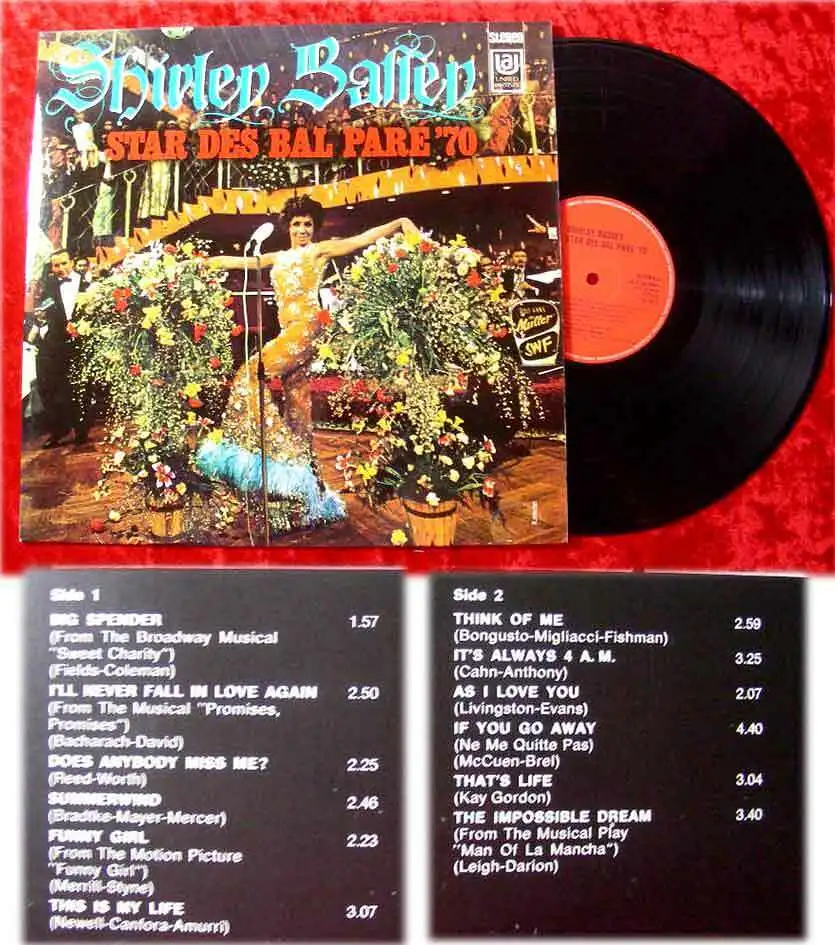 Shirley Bassey
STAR DES BAL PARE '70
stereo
ua
UNITED ARTISTS
Müller
SWF
SHIRLEY BASSEY
STAR DES BAL PARE '70
Side 1
BIG SPENDER 1.57
(From The Broadway Musical
"Sweet Charity")
(Fields-Coleman)
I'LL NEVER FALL IN LOVE AGAIN 2.50
(From The Musical "Promises,
Promises")
(Bacharach-David)
DOES ANYBODY MISS ME? 2.25
(Reed-Worth)
SUMMERWIND 2.46
(Bradtke-Mayer-Mercer)
FUNNY GIRL 2.23
(From The Motion Picture
"Funny Girl")
(Merrill-Styne)
THIS IS MY LIFE 3.07
(Newell-Canfora-Amurri)
Side 2
THINK OF ME 2.59
(Bongusto-Migliacci-Fishman)
IT'S ALWAYS 4 A.M. 3.25
(Cahn-Anthony)
AS I LOVE YOU 2.07
(Livingston-Evans)
IF YOU GO AWAY 4.40
(Ne Me Quitte Pas)
(McCuen-Brel)
THAT'S LIFE 3.04
(Kay Gordon)
THE IMPOSSIBLE DREAM 3.40
(From The Musical Play
"Man Of La Mancha")
(Leigh-Darion)